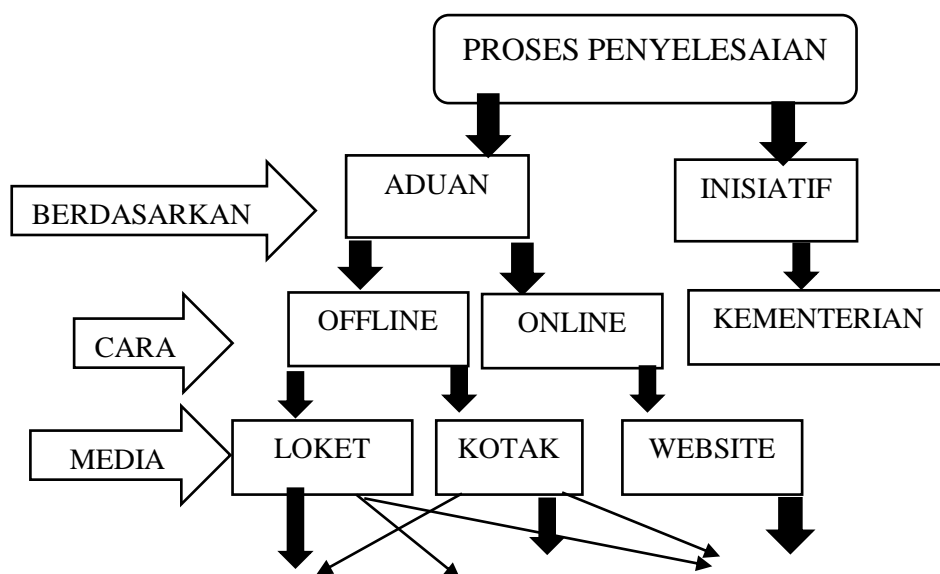 PROSES PENYELESAIAN
ADUAN
INISIATIF
BERDASARKAN
OFFLINE
ONLINE
KEMENTERIAN
CARA
LOKET
KOTAK
WEBSITE
MEDIA